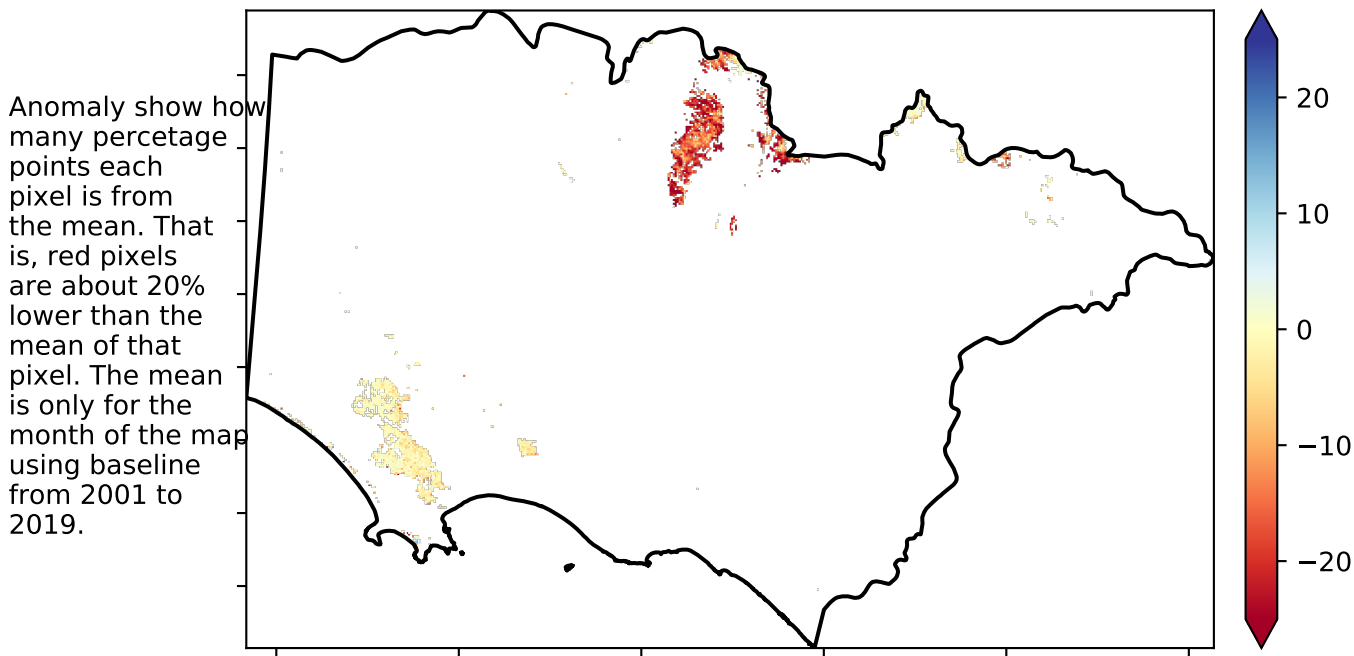 Anomaly show how
many percetage
points each
pixel is from
the mean. That
is, red pixels
are about 20%
lower than the
mean of that
pixel. The mean
is only for the
month of the map
using baseline
from 2001 to
2019.
20
10
0
−10
−20